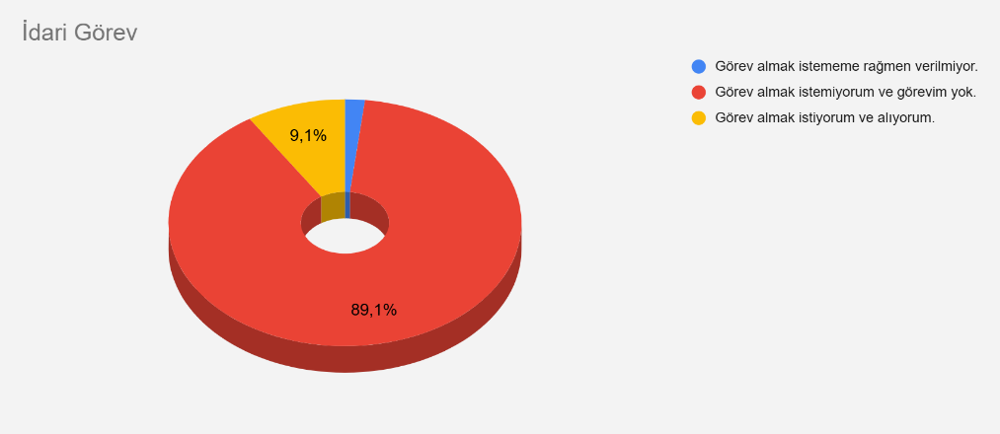 İdari Görev
Görev almak istememe rağmen verilmiyor.
Görev almak istemiyorum ve görevim yok.
Görev almak istiyorum ve alıyorum.
9,1%
89,1%